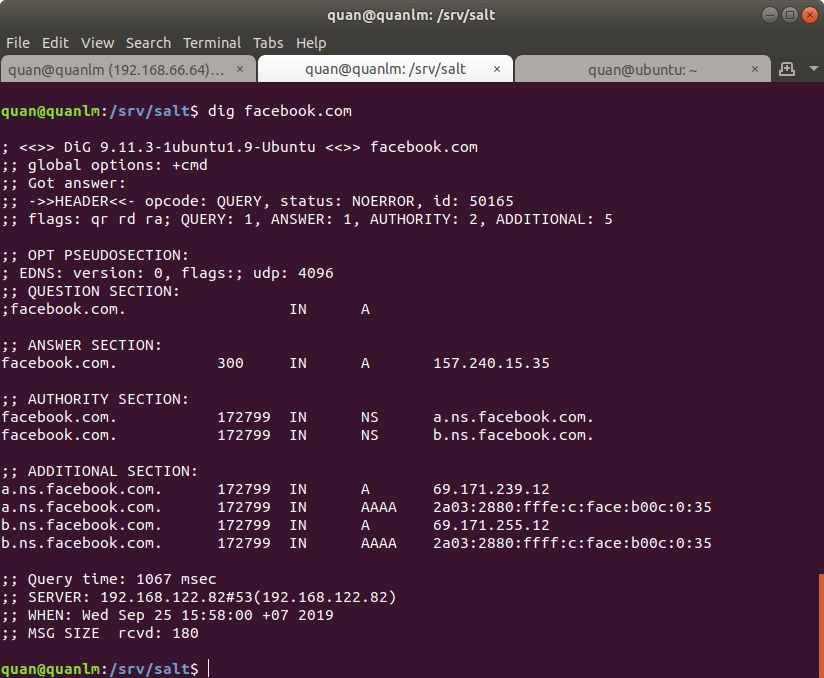 quan@quanlm: /srv/salt
File Edit View Search Terminal Tabs Help
quan@quanlm (192.168.66.64)... × quan@quanlm: /srv/salt × quan@ubuntu: ~ ×
quan@quanlm:/srv/salt$ dig facebook.com
; <<>> DiG 9.11.3-1ubuntu1.9-Ubuntu <<>> facebook.com
;; global options: +cmd
;; Got answer:
;; ->>HEADER<<- opcode: QUERY, status: NOERROR, id: 50165
;; flags: qr rd ra; QUERY: 1, ANSWER: 1, AUTHORITY: 2, ADDITIONAL: 5
;; OPT PSEUDOSECTION:
; EDNS: version: 0, flags:; udp: 4096
;; QUESTION SECTION:
;facebook.com. IN A
;; ANSWER SECTION:
facebook.com. 300 IN A 157.240.15.35
;; AUTHORITY SECTION:
facebook.com. 172799 IN NS a.ns.facebook.com.
facebook.com. 172799 IN NS b.ns.facebook.com.
;; ADDITIONAL SECTION:
a.ns.facebook.com. 172799 IN A 69.171.239.12
a.ns.facebook.com. 172799 IN AAAA 2a03:2880:fffe:c:face:b00c:0:35
b.ns.facebook.com. 172799 IN A 69.171.255.12
b.ns.facebook.com. 172799 IN AAAA 2a03:2880:ffff:c:face:b00c:0:35
;; Query time: 1067 msec
;; SERVER: 192.168.122.82#53(192.168.122.82)
;; WHEN: Wed Sep 25 15:58:00 +07 2019
;; MSG SIZE rcvd: 180
quan@quanlm:/srv/salt$